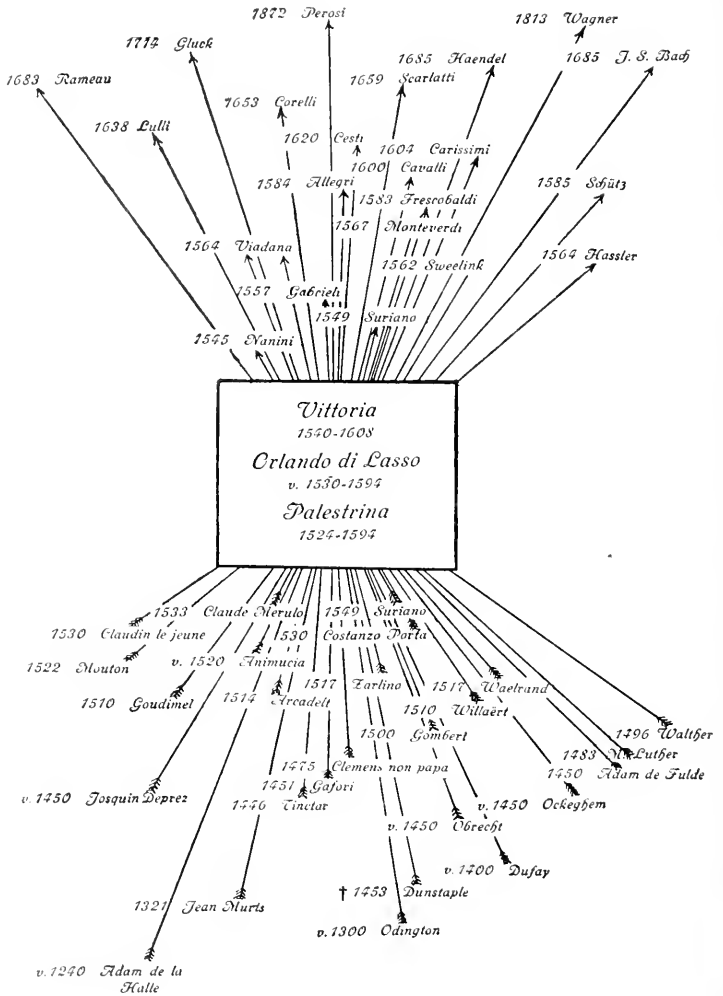 1872 Perosi
1813 Wagner
1714 Gluck
1685 Haendel
1685 J. S. Bach
1683 Rameau
1659 Scarlatti
1653 Corelli
1638 Lulli
1620 Cesti
1604 Carissimi
1600 Cavalli
1584 Allegri
1585 Schütz
1583 Frescobaldi
1567 Monteverdi
1564 Viadana
1564 Hassler
1562 Sweelink
1557 Gabrieli
1549 Suriano
1545 Nanini
Vittoria
1540-1608
Orlando di Lasso
v. 1530-1594
Palestrina
1524-1594
1533 Claude Merulo
1549 Suriano
1530 Claudin le jeune
1530 Costanzo Porta
1522 Mouton
v. 1520 Animucia
1510 Goudimel
1514 Arcadelt
1517 Zarlino
1517 Waelrand
1510 Willaërt
1500 Gombert
1496 Walther
1483 M. Luther
1475 Clemens non papa
1451 Gafori
1450 Adam de Fulde
v. 1450 Josquin Deprez
1446 Tinctar
v. 1450 Ockeghem
v. 1450 Obrecht
v. 1400 Dufay
1321 Jean Murts
† 1453 Dunstaple
v. 1300 Odington
v. 1240 Adam de la
Halle